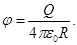 φ = Q / (4πε₀R).